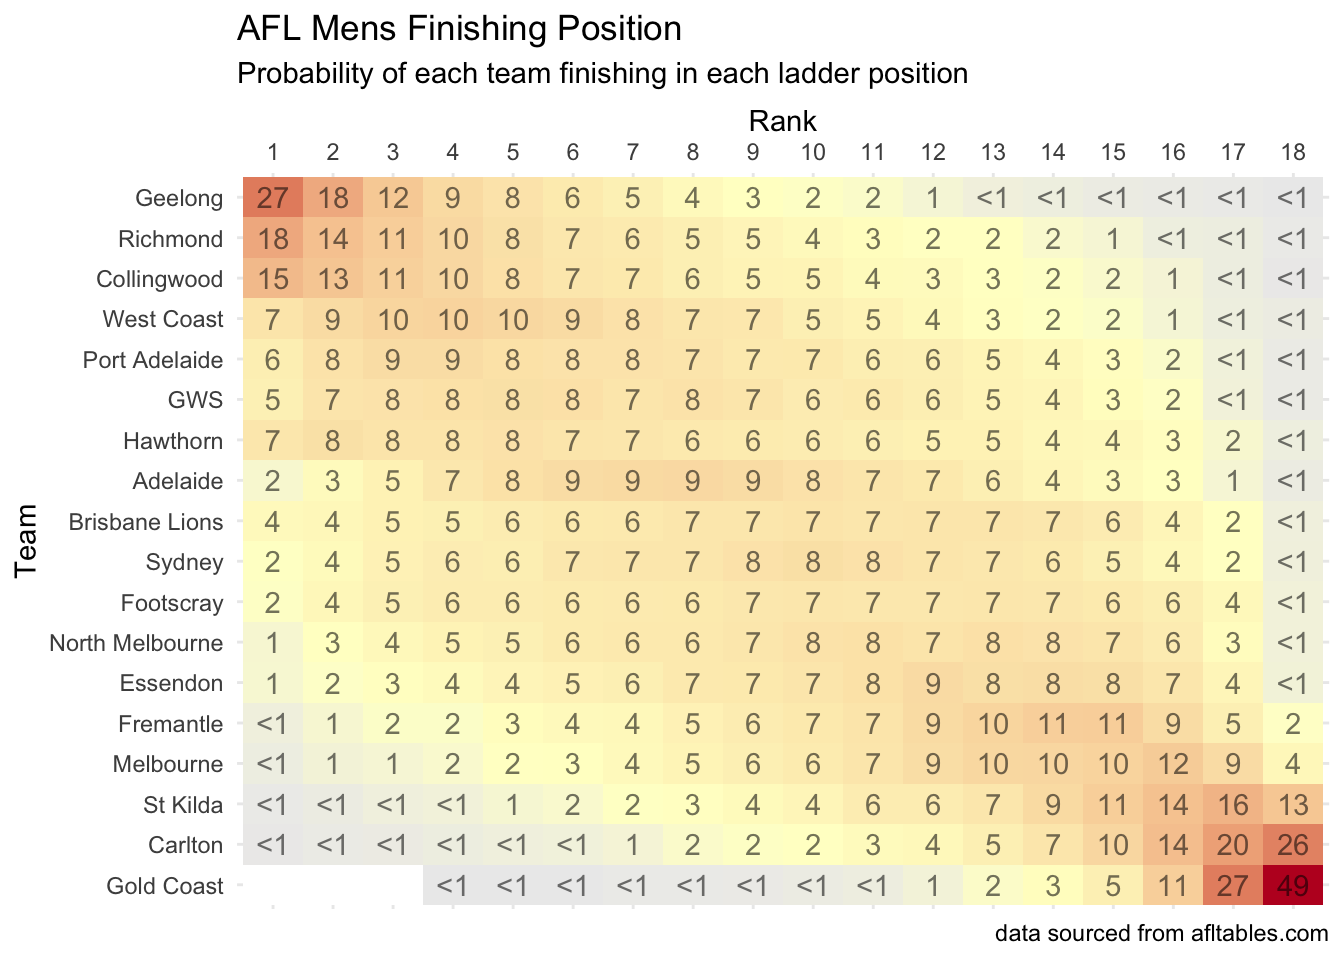 AFL Mens Finishing Position
Probability of each team finishing in each ladder position
Rank
1 2 3 4 5 6 7 8 9 10 11 12 13 14 15 16 17 18
Team
Geelong 27 18 12 9 8 6 5 4 3 2 2 1 <1 <1 <1 <1 <1 <1
Richmond 18 14 11 10 8 7 6 5 5 4 3 2 2 2 1 <1 <1 <1
Collingwood 15 13 11 10 8 7 7 6 5 5 4 3 3 2 2 1 <1 <1
West Coast 7 9 10 10 10 9 8 7 7 5 5 4 3 2 2 1 <1 <1
Port Adelaide 6 8 9 9 8 8 8 7 7 7 6 6 5 4 3 2 <1 <1
GWS 5 7 8 8 8 8 7 8 7 6 6 6 5 4 3 2 <1 <1
Hawthorn 7 8 8 8 8 7 7 6 6 6 6 5 5 4 4 3 2 <1
Adelaide 2 3 5 7 8 9 9 9 9 8 7 7 6 4 3 3 1 <1
Brisbane Lions 4 4 5 5 6 6 6 7 7 7 7 7 7 7 6 4 2 <1
Sydney 2 4 5 6 6 7 7 7 8 8 8 7 7 6 5 4 2 <1
Footscray 2 4 5 6 6 6 6 6 7 7 7 7 7 7 6 6 4 <1
North Melbourne 1 3 4 5 5 6 6 6 7 8 8 7 8 8 7 6 3 <1
Essendon 1 2 3 4 4 5 6 7 7 7 8 9 8 8 8 7 4 <1
Fremantle <1 1 2 2 3 4 4 5 6 7 7 9 10 11 11 9 5 2
Melbourne <1 1 1 2 2 3 4 5 6 6 7 9 10 10 10 12 9 4
St Kilda <1 <1 <1 <1 1 2 2 3 4 4 6 6 7 9 11 14 16 13
Carlton <1 <1 <1 <1 <1 <1 1 2 2 2 3 4 5 7 10 14 20 26
Gold Coast <1 <1 <1 <1 <1 <1 <1 <1 1 2 3 5 11 27 49
data sourced from afltables.com